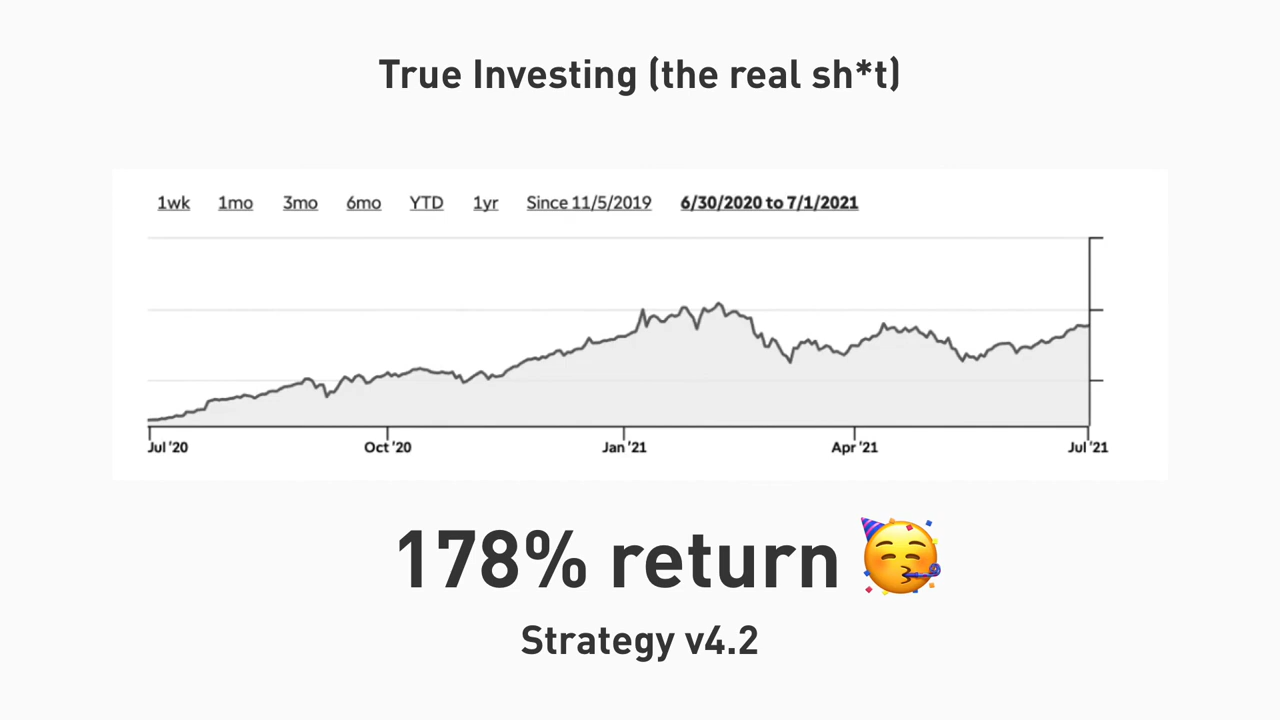 True Investing (the real sh*t)
1wk 1mo 3mo 6mo YTD 1yr Since 11/5/2019 6/30/2020 to 7/1/2021
Jul '20 Oct '20 Jan '21 Apr '21 Jul '21
178% return 🥳
Strategy v4.2